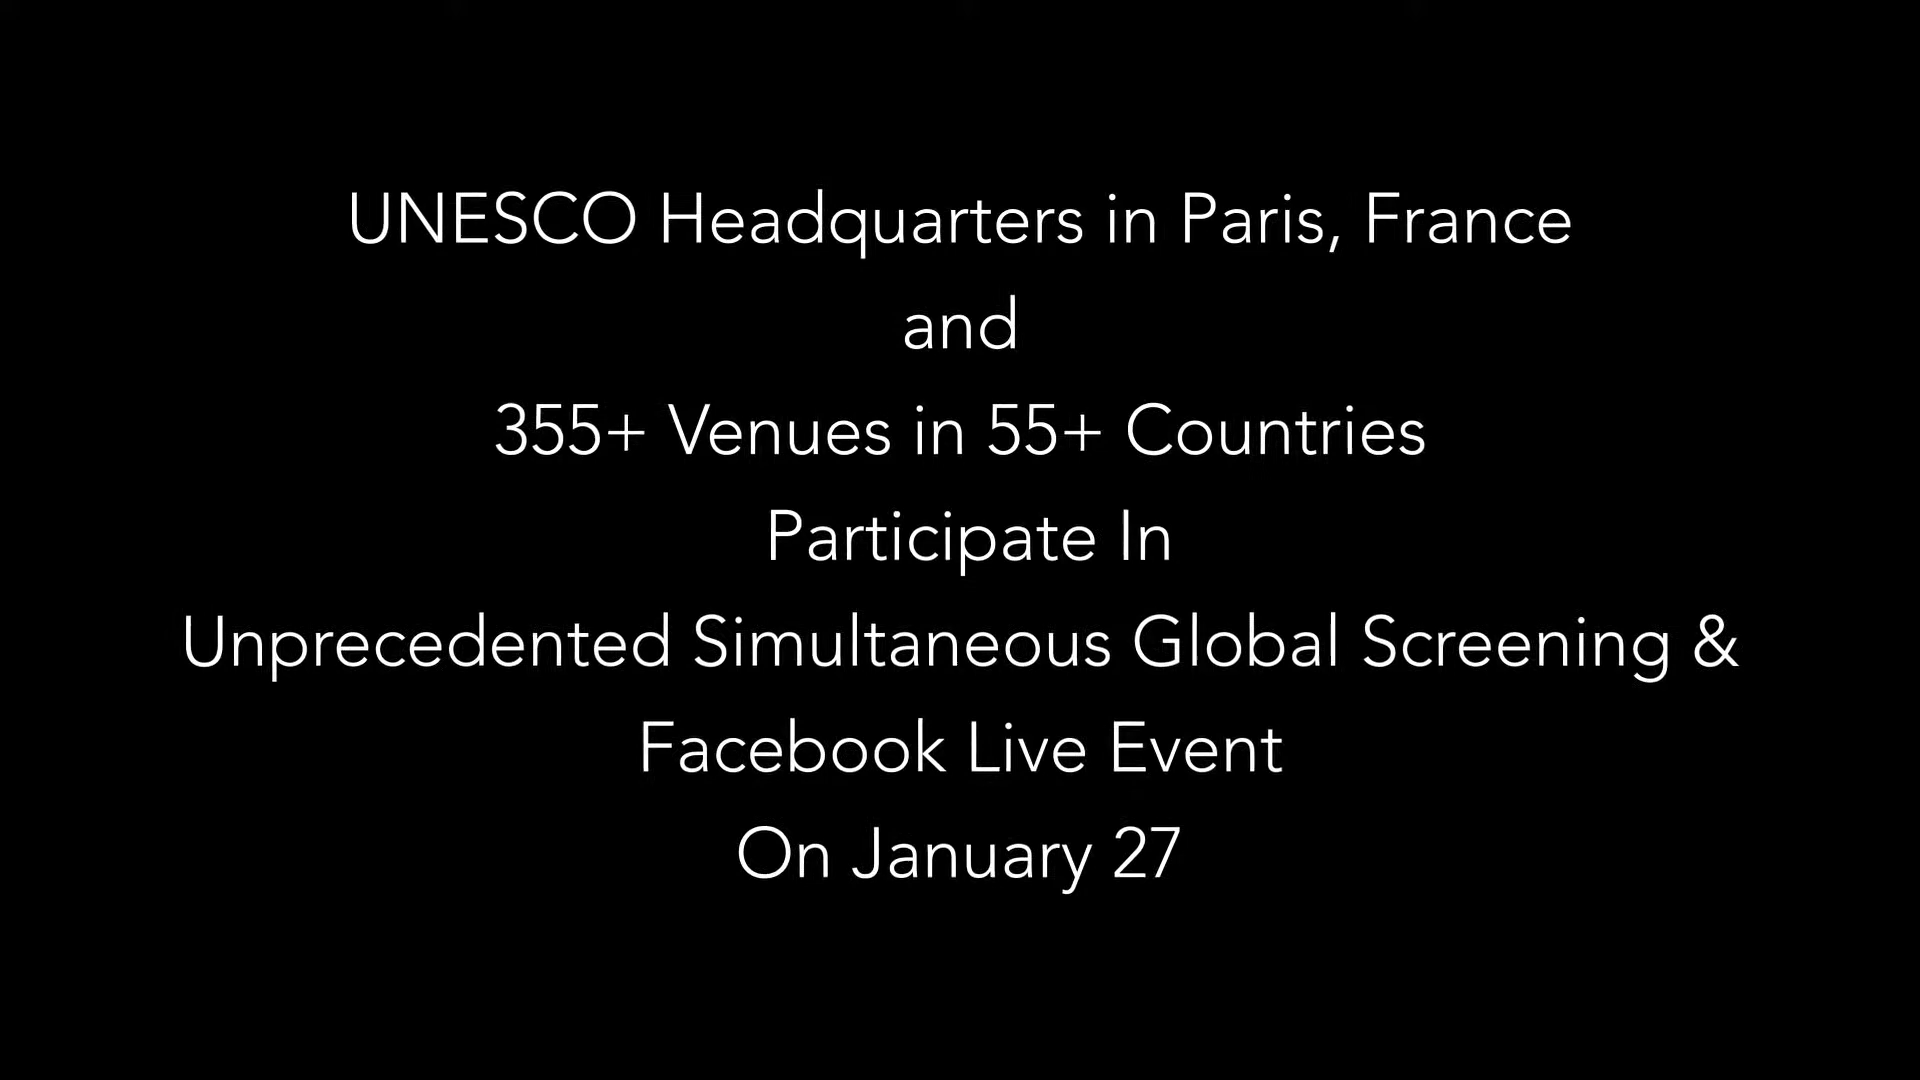 UNESCO Headquarters in Paris, France
and
355+ Venues in 55+ Countries
Participate In
Unprecedented Simultaneous Global Screening &
Facebook Live Event
On January 27